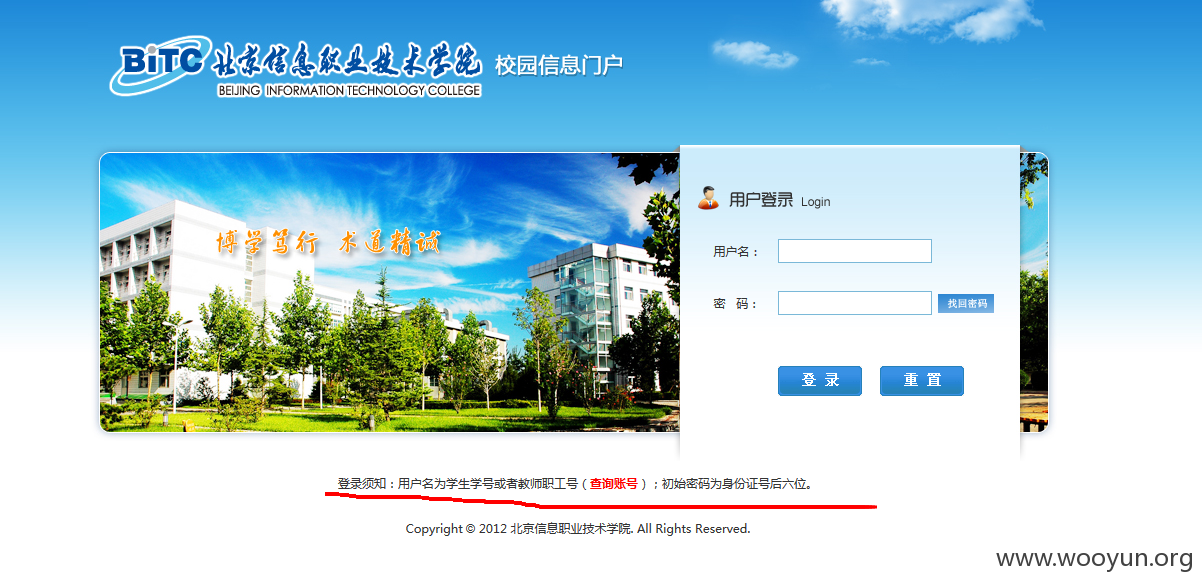 BiTC 北京信息职业技术学院 校园信息门户
BEIJING INFORMATION TECHNOLOGY COLLEGE
博学笃行 术道精诚
用户登录 Login
用户名：
密 码： 找回密码
登 录 重 置
登录须知：用户名为学生学号或者教师职工号（查询账号）；初始密码为身份证号后六位。
Copyright © 2012 北京信息职业技术学院. All Rights Reserved.
www.wooyun.org